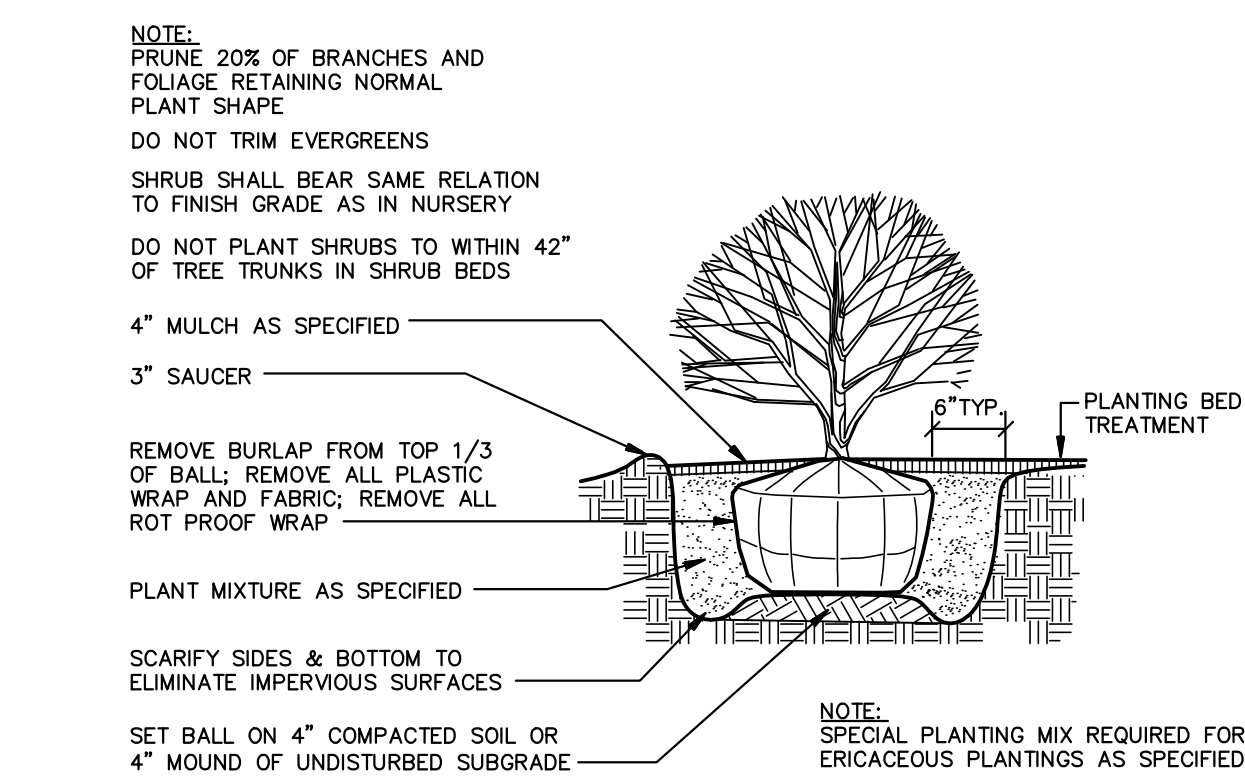 NOTE:
PRUNE 20% OF BRANCHES AND
FOLIAGE RETAINING NORMAL
PLANT SHAPE
DO NOT TRIM EVERGREENS
SHRUB SHALL BEAR SAME RELATION
TO FINISH GRADE AS IN NURSERY
DO NOT PLANT SHRUBS TO WITHIN 42”
OF TREE TRUNKS IN SHRUB BEDS
4” MULCH AS SPECIFIED
3” SAUCER
6”TYP.
PLANTING BED
TREATMENT
REMOVE BURLAP FROM TOP 1/3
OF BALL; REMOVE ALL PLASTIC
WRAP AND FABRIC; REMOVE ALL
ROT PROOF WRAP
PLANT MIXTURE AS SPECIFIED
SCARIFY SIDES & BOTTOM TO
ELIMINATE IMPERVIOUS SURFACES
SET BALL ON 4” COMPACTED SOIL OR
4” MOUND OF UNDISTURBED SUBGRADE
NOTE:
SPECIAL PLANTING MIX REQUIRED FOR
ERICACEOUS PLANTINGS AS SPECIFIED